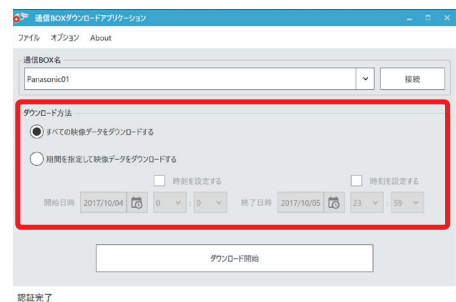 通信BOXダウンロードアプリケーション
ファイル オプション About
通信BOX名
Panasonic01 接続
ダウンロード方法
すべての映像データをダウンロードする
期間を指定して映像データをダウンロードする
時刻を設定する 時刻を設定する
開始日時 2017/10/04 0 : 0 終了日時 2017/10/05 23 : 59
ダウンロード開始
認証完了